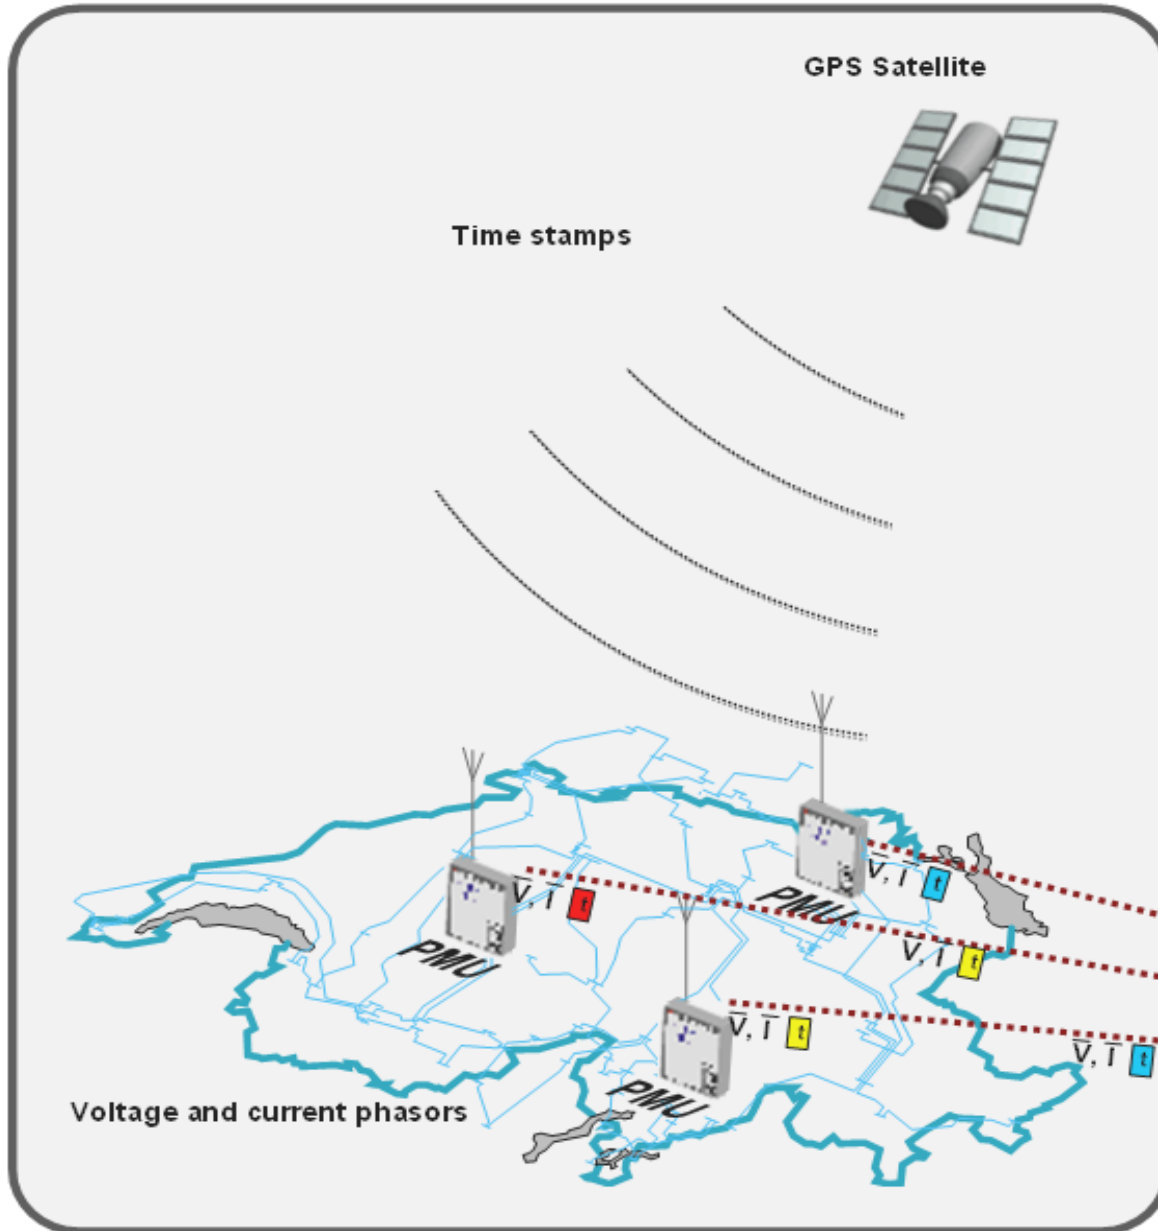 GPS Satellite
Time stamps
V̅, I̅ t
PMU
V̅, I̅ t
PMU
V̅, I̅ t
V̅, I̅ t
V̅, I̅ t
PMU
Voltage and current phasors